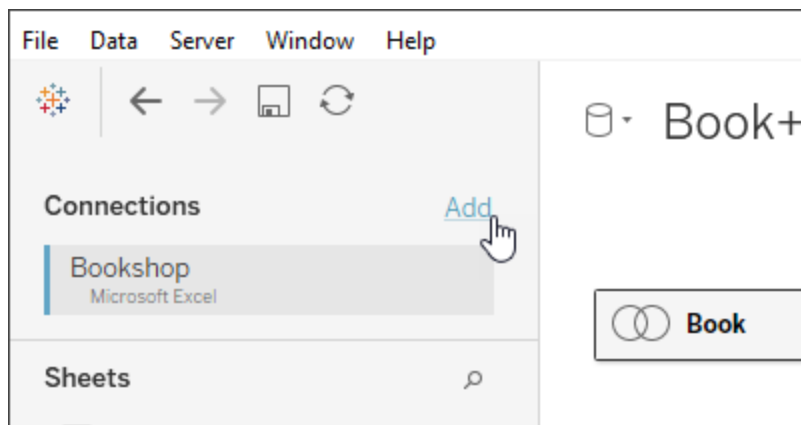 File Data Server Window Help
Book+
Connections Add
Bookshop
Microsoft Excel
Book
Sheets